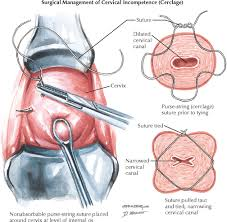 Surgical Management of Cervical Incompetence (Cerclage)
Suture
Dilated
cervical
canal
Cervix
Purse-string (cerclage)
suture prior to tying
Suture tied
Narrowed
cervical
canal
Nonabsorbable purse-string suture placed
around cervix at level of internal os
Suture pulled taut
and tied, narrowing
cervical canal